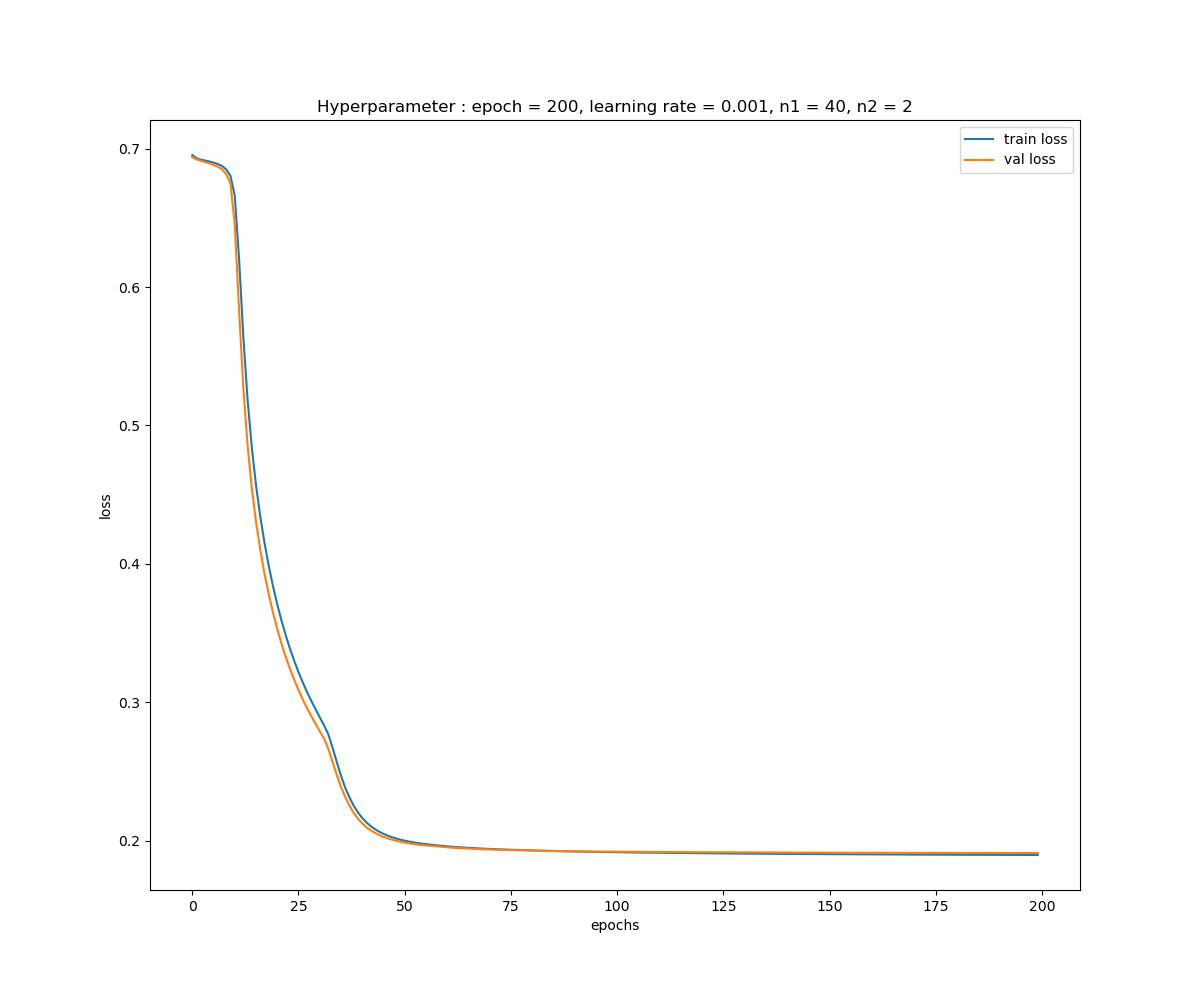 Hyperparameter : epoch = 200, learning rate = 0.001, n1 = 40, n2 = 2
train loss
val loss
0.7
0.6
0.5
0.4
0.3
0.2
loss
0 25 50 75 100 125 150 175 200
epochs